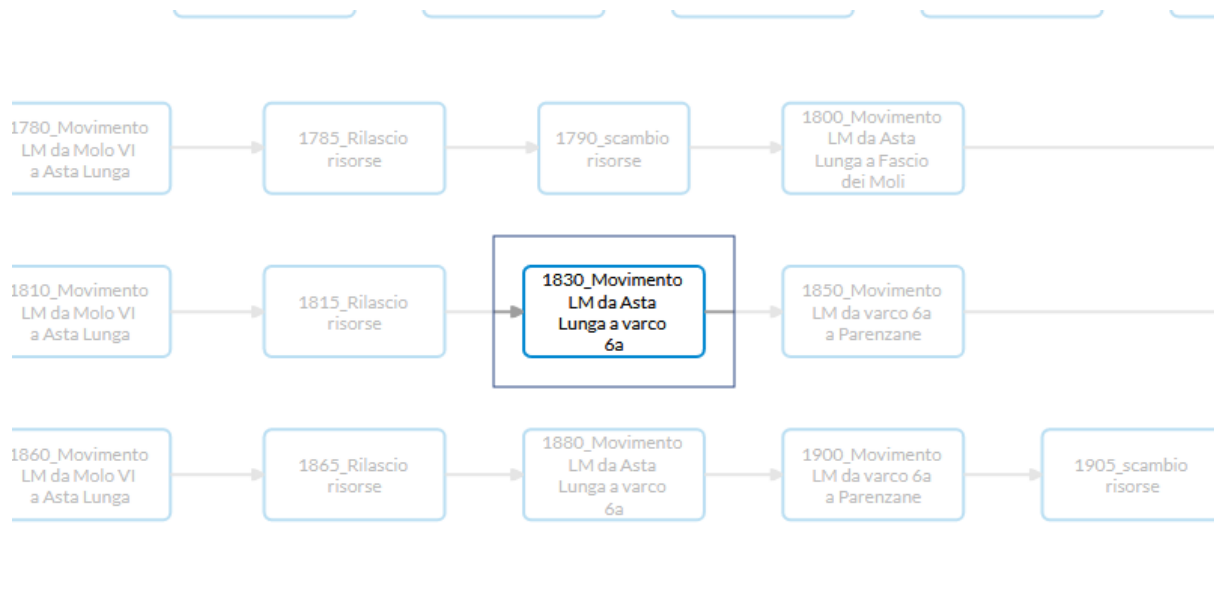 1780_Movimento
LM da Molo VI
a Asta Lunga
1785_Rilascio
risorse
1790_scambio
risorse
1800_Movimento
LM da Asta
Lunga a Fascio
dei Moli
1810_Movimento
LM da Molo VI
a Asta Lunga
1815_Rilascio
risorse
1830_Movimento
LM da Asta
Lunga a varco
6a
1850_Movimento
LM da varco 6a
a Parenzane
1860_Movimento
LM da Molo VI
a Asta Lunga
1865_Rilascio
risorse
1880_Movimento
LM da Asta
Lunga a varco
6a
1900_Movimento
LM da varco 6a
a Parenzane
1905_scambio
risorse